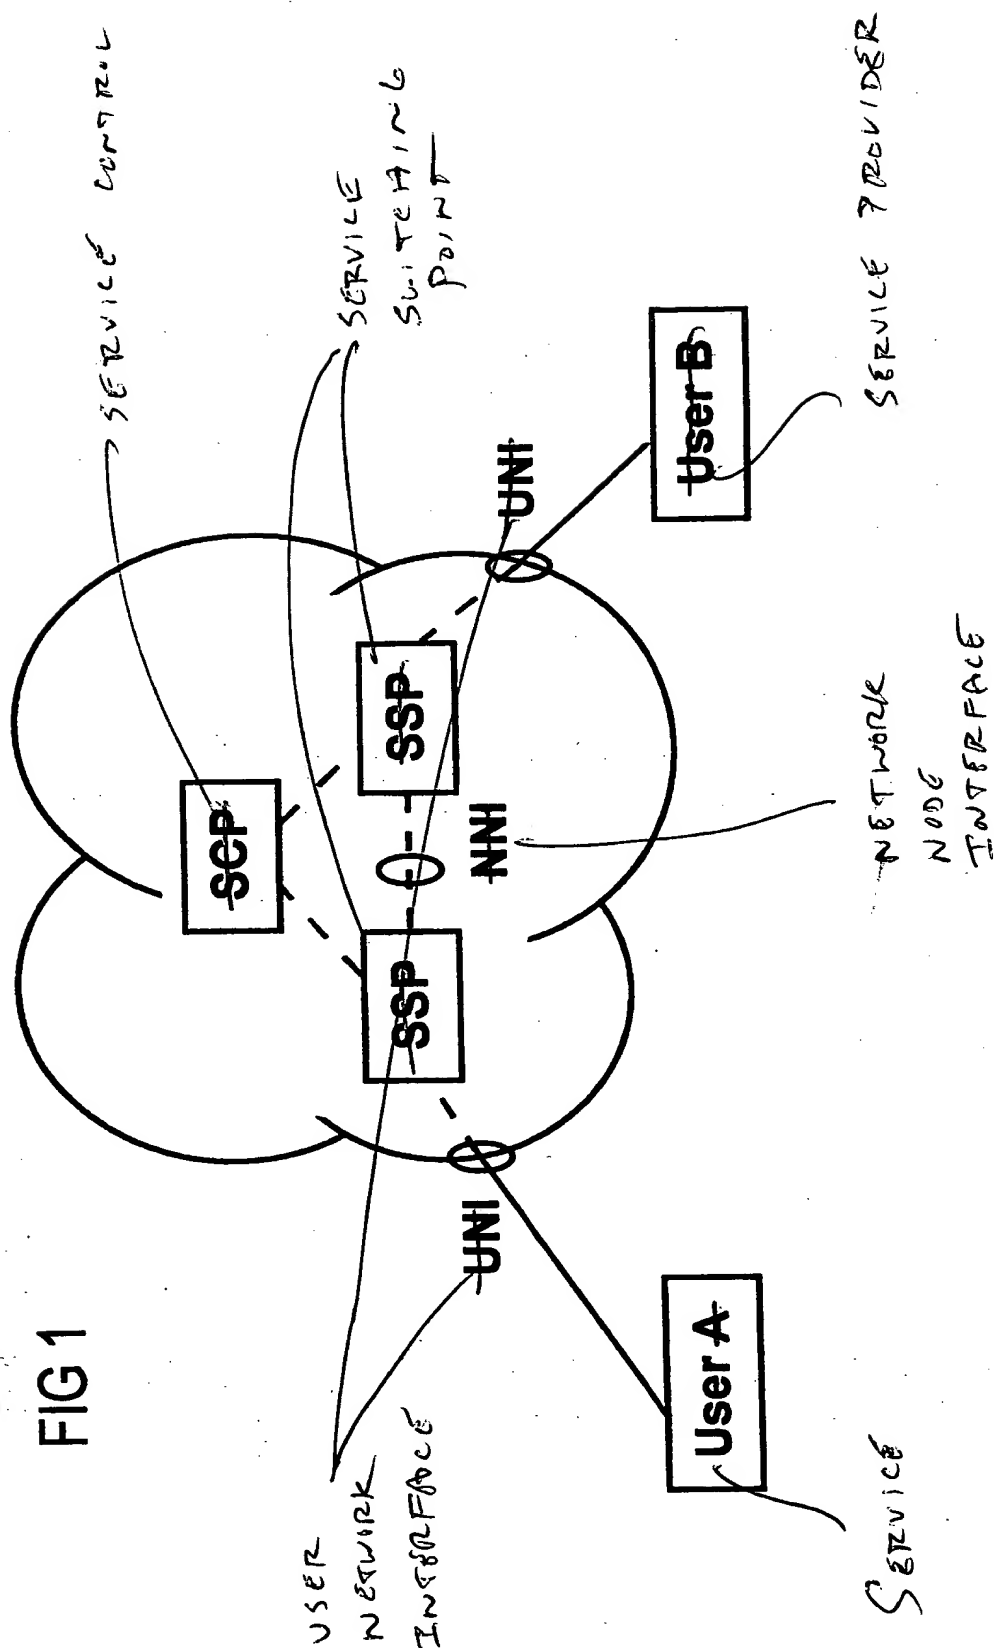 FIG 1
SERVICE CONTROL
SERVICE
SWITCHING
POINT
SCP
SSP
SSP
NNI
UNI
UNI
USER
NETWORK
INTERFACE
User A
User B
SERVICE
NETWORK
NODE
INTERFACE
SERVICE PROVIDER